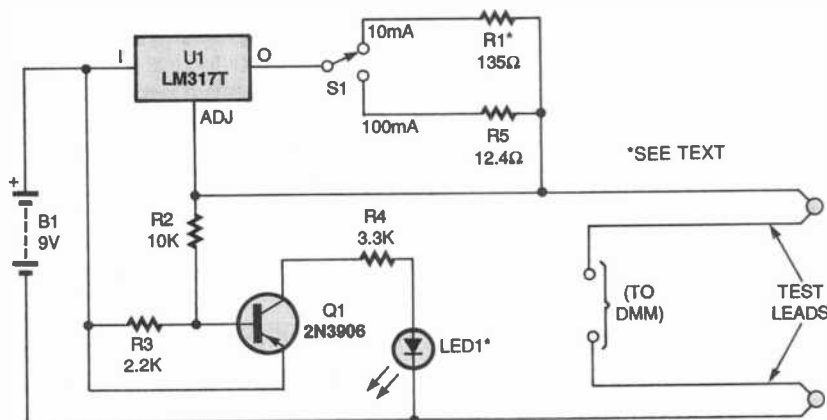 I
U1
LM317T
O
ADJ
S1
10mA
R1*
135Ω
100mA
R5
12.4Ω
*SEE TEXT
+
B1
9V
R2
10K
R4
3.3K
R3
2.2K
Q1
2N3906
LED1*
(TO
DMM)
TEST
LEADS